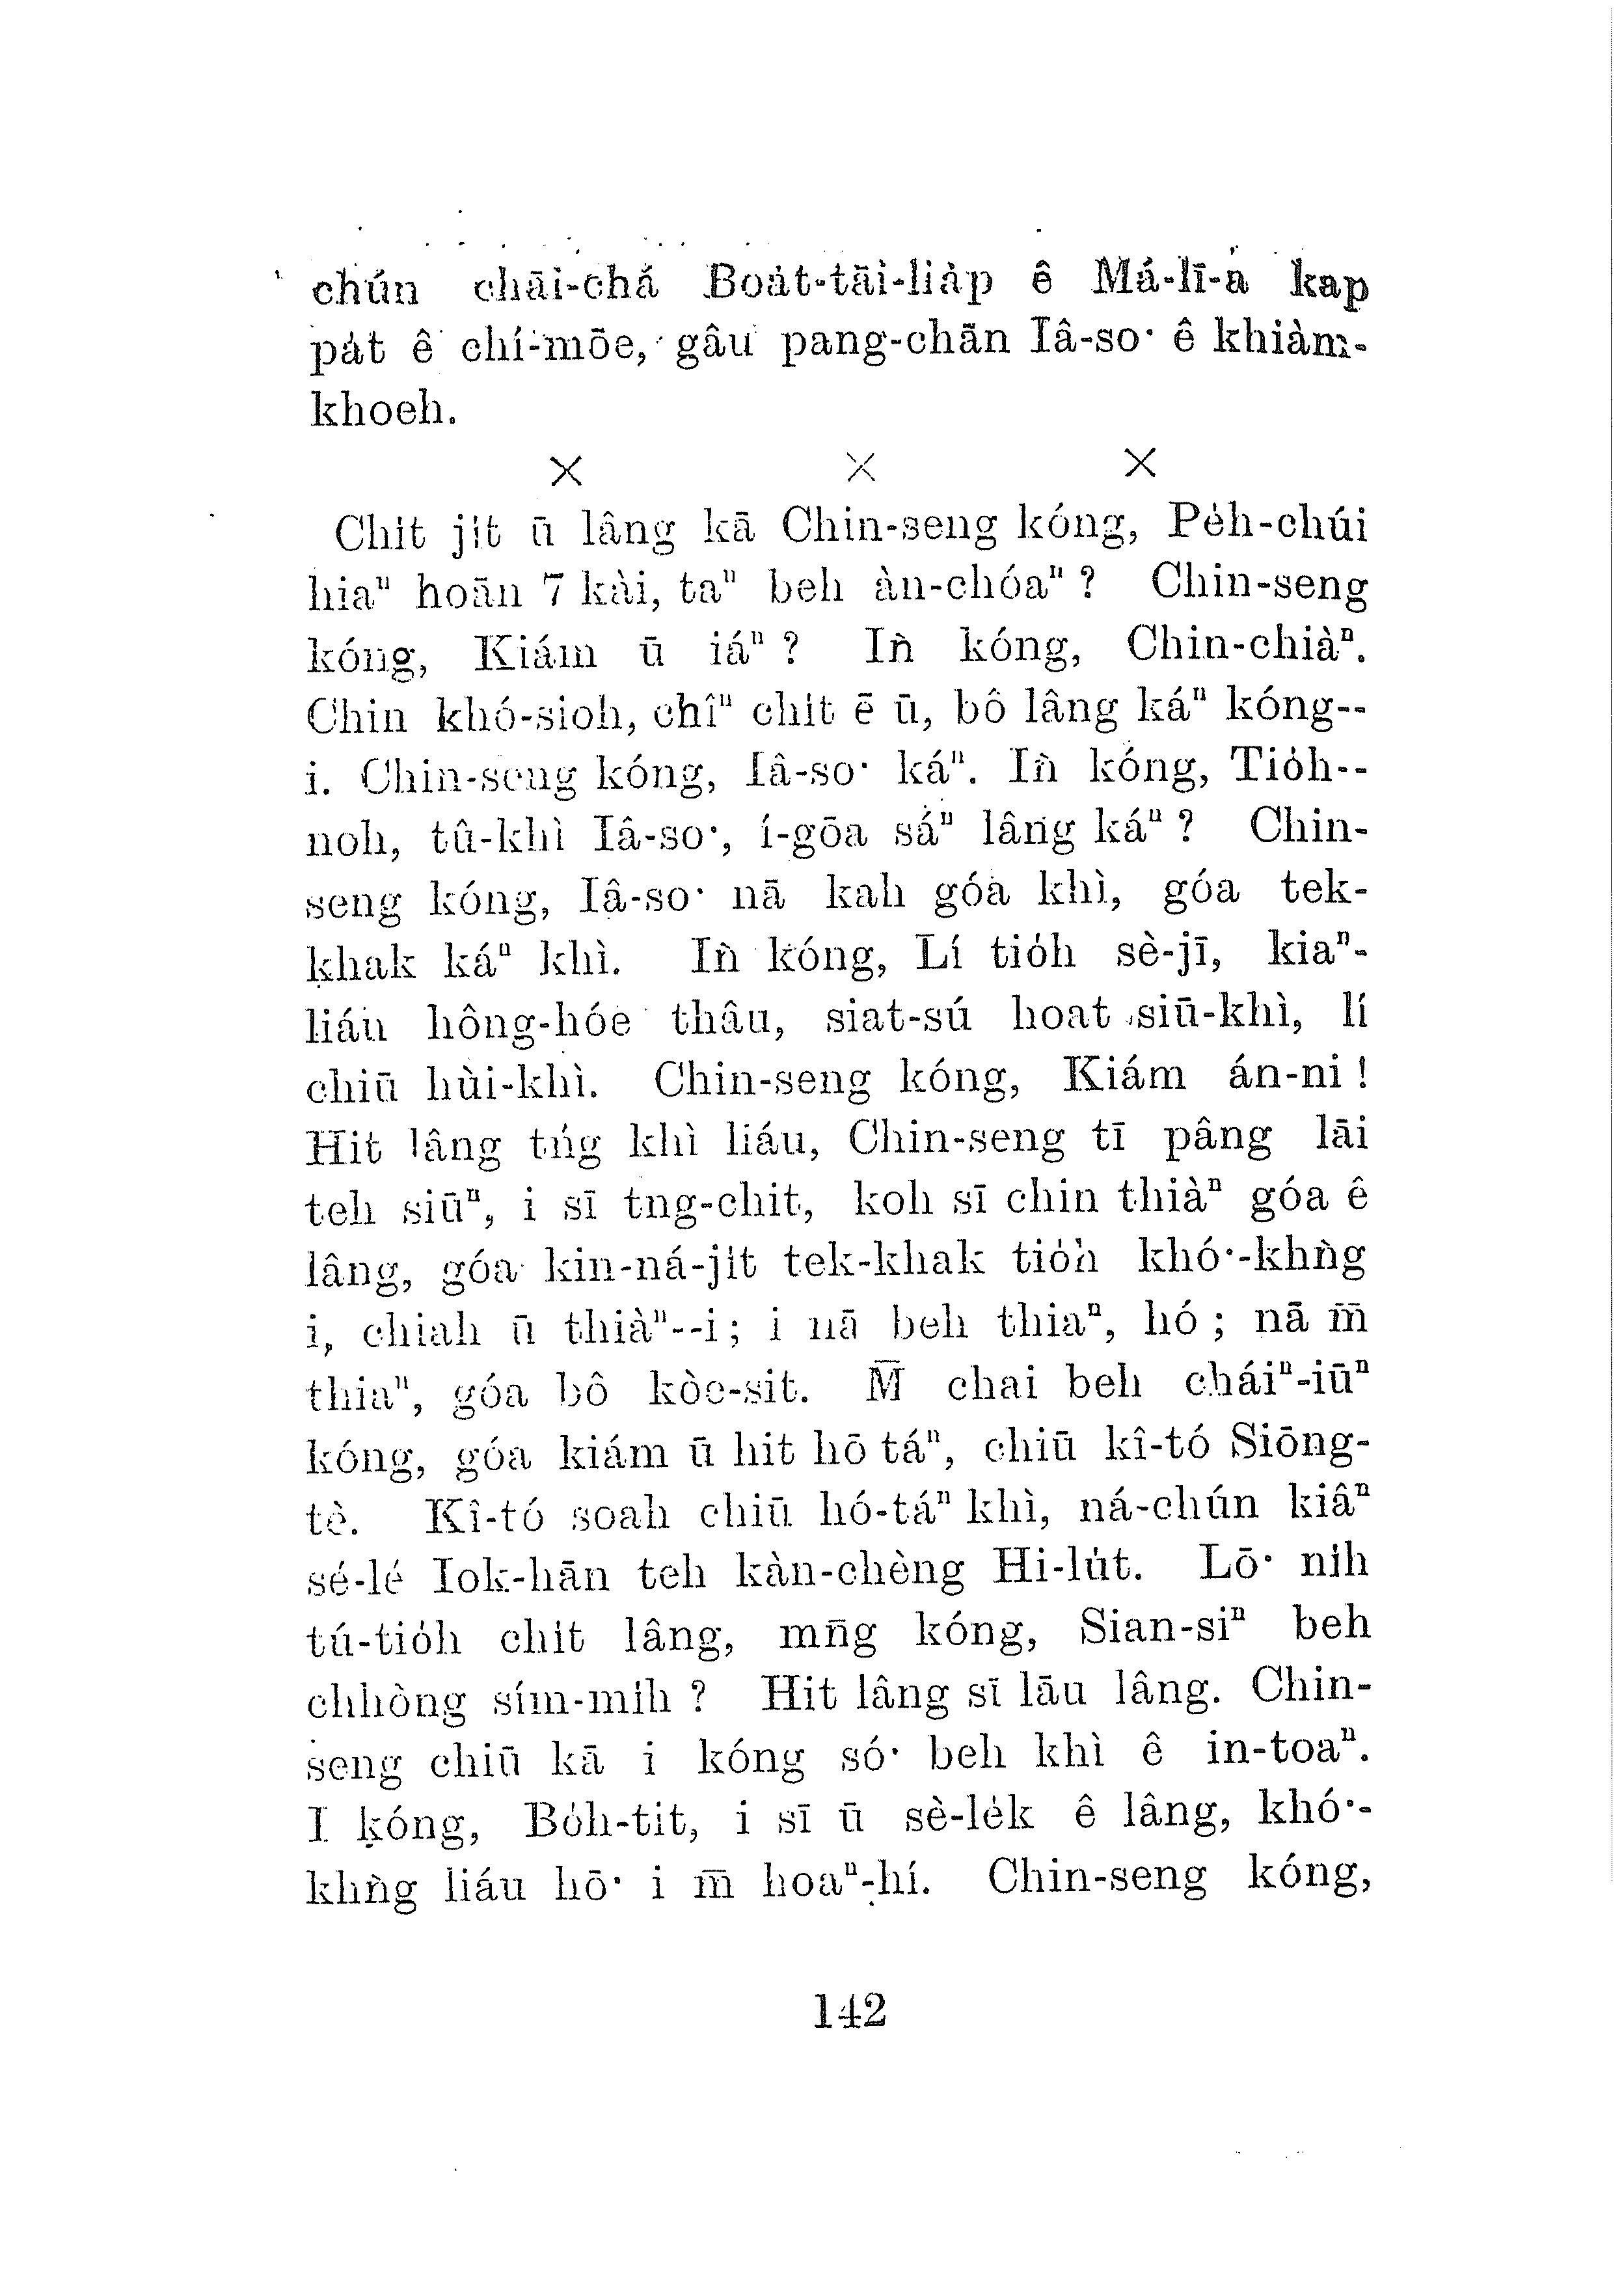 chún chāi-chá Boa̍t-tāi-lia̍p ê Má-lī-a kap
pa̍t ê chí-mōe, gâu pang-chān Iâ-so͘ ê khiàm-
khoeh.
× × ×
Chi̍t ji̍t ū lâng kā Chin-seng kóng, Pe̍h-chúi
hiaⁿ hoān 7 kài, taⁿ beh àn-chóaⁿ? Chin-seng
kóng, Kiám ū iáⁿ? Iǹ kóng, Chin-chiàⁿ.
Chin khó-sioh, chîⁿ chi̍t ē ū, bô lâng káⁿ kóng--
i. Chin-seng kóng, Iâ-so͘ káⁿ. Iǹ kóng, Tio̍h--
noh, tû-khì Iâ-so͘, í-gōa sáⁿ lâng káⁿ? Chin-
seng kóng, Iâ-so͘ nā kah góa khì, góa tek-
khak káⁿ khì. Iǹ kóng, Lí tio̍h sè-jī, kiaⁿ-
liáu hông-hóe thâu, siat-sú hoat siū-khì, lí
chiū hùi-khì. Chin-seng kóng, Kiám án-ni!
Hit lâng tńg khì liáu, Chin-seng tī pâng lāi
teh siūⁿ, i sī tng-chit, koh sī chin thiàⁿ góa ê
lâng, góa kin-ná-ji̍t tek-khak tio̍h khó͘-khǹg
i, chiah ū thiàⁿ--i; i nā beh thiaⁿ, hó; nā m̄
thiaⁿ, góa bô kòe-sit. M̄ chai beh cháiⁿ-iūⁿ
kóng, góa kiám ū hit hō táⁿ, chiū kî-tó Siōng-
tè. Kî-tó soah chiū hó-táⁿ khì, ná-chún kiâⁿ
sé-lé Iok-hān teh kàn-chèng Hi-lu̍t. Lō͘ ni̍h
tú-tio̍h chi̍t lâng, mn̄g kóng, Sian-siⁿ beh
chhòng sím-mi̍h? Hit lâng sī lāu lâng. Chin-
seng chiū kā i kóng só͘ beh khì ê in-toaⁿ.
I kóng, Bo̍h-tit, i sī ū sè-le̍k ê lâng, khó͘-
khǹg liáu hō͘ i m̄ hoaⁿ-hí. Chin-seng kóng,
142